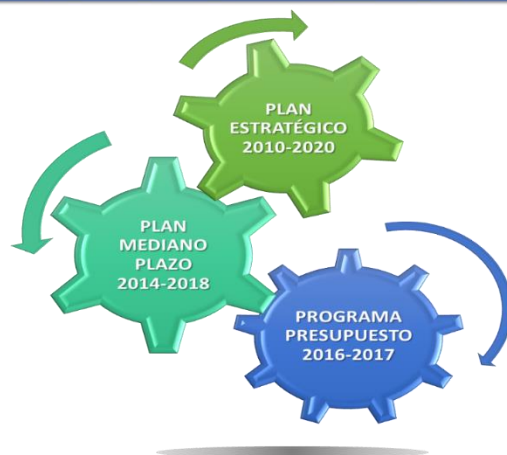 PLAN
ESTRATÉGICO
2010-2020
PLAN
MEDIANO
PLAZO
2014-2018
PROGRAMA
PRESUPUESTO
2016-2017